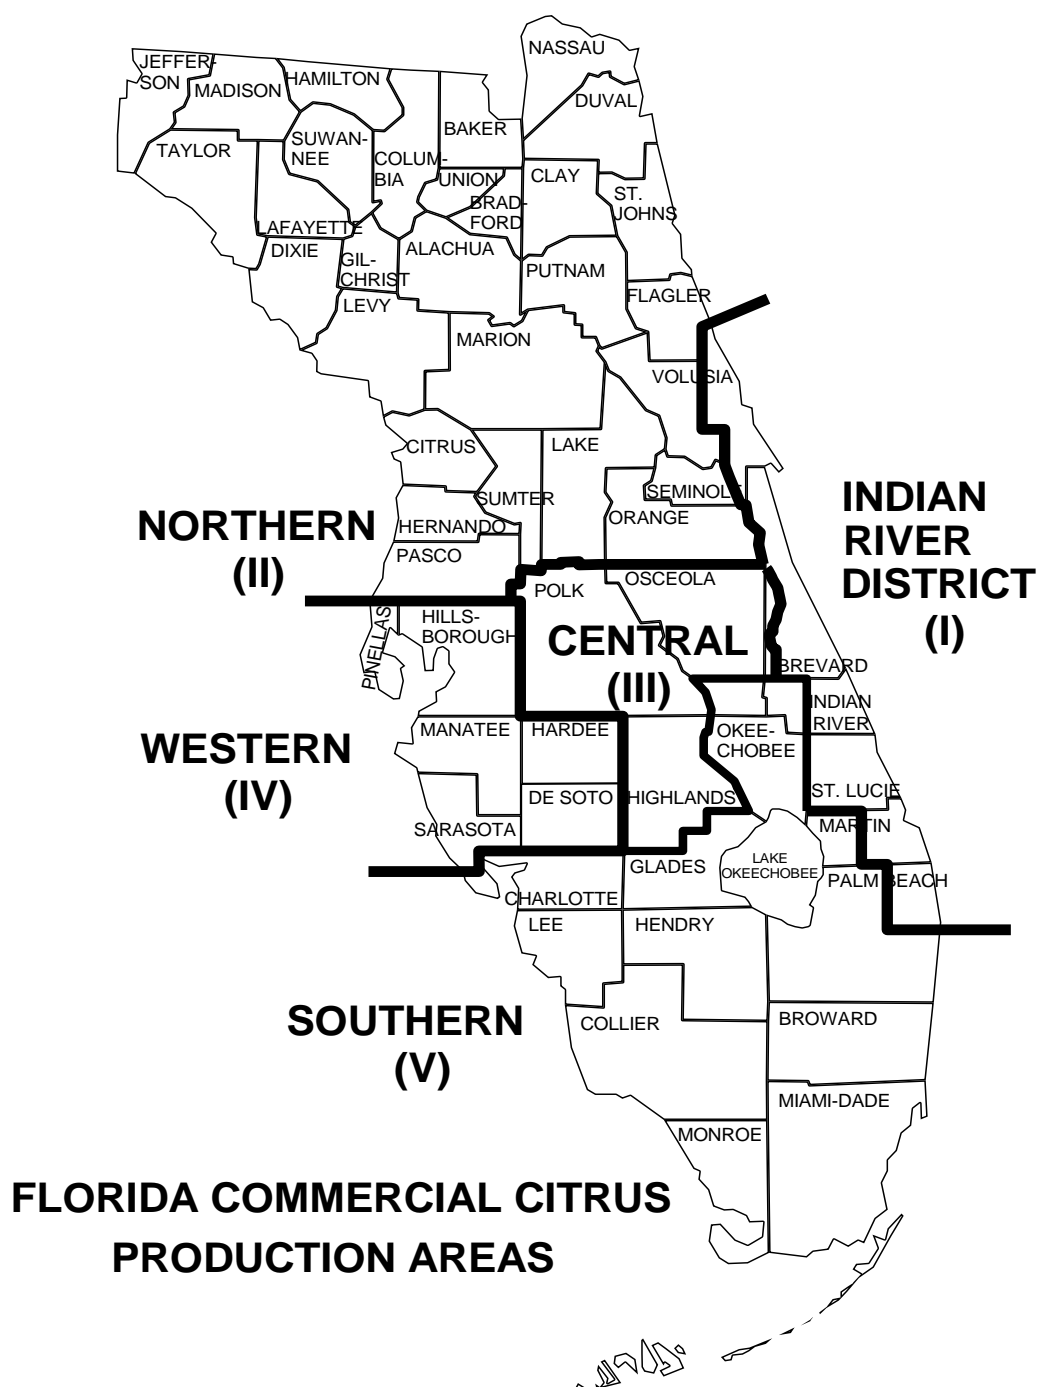 NASSAU
JEFFER-
SON
MADISON
HAMILTON
DUVAL
BAKER
TAYLOR
SUWAN-
NEE
COLUM-
BIA
UNION
BRAD-
FORD
CLAY
ST.
JOHNS
LAFAYETTE
DIXIE
GIL-
CHRIST
ALACHUA
PUTNAM
FLAGLER
LEVY
MARION
VOLUSIA
CITRUS
LAKE
SUMTER
SEMINOLE
ORANGE
HERNANDO
PASCO
NORTHERN
(II)
INDIAN
RIVER
DISTRICT
(I)
POLK
OSCEOLA
HILLS-
BOROUGH
PINELLAS
CENTRAL
(III)
BREVARD
INDIAN
RIVER
MANATEE
HARDEE
OKEE-
CHOBEE
WESTERN
(IV)
DE SOTO
HIGHLANDS
ST. LUCIE
SARASOTA
MARTIN
GLADES
LAKE
OKEECHOBEE
PALM BEACH
CHARLOTTE
LEE
HENDRY
SOUTHERN
(V)
COLLIER
BROWARD
MIAMI-DADE
MONROE
FLORIDA COMMERCIAL CITRUS
PRODUCTION AREAS